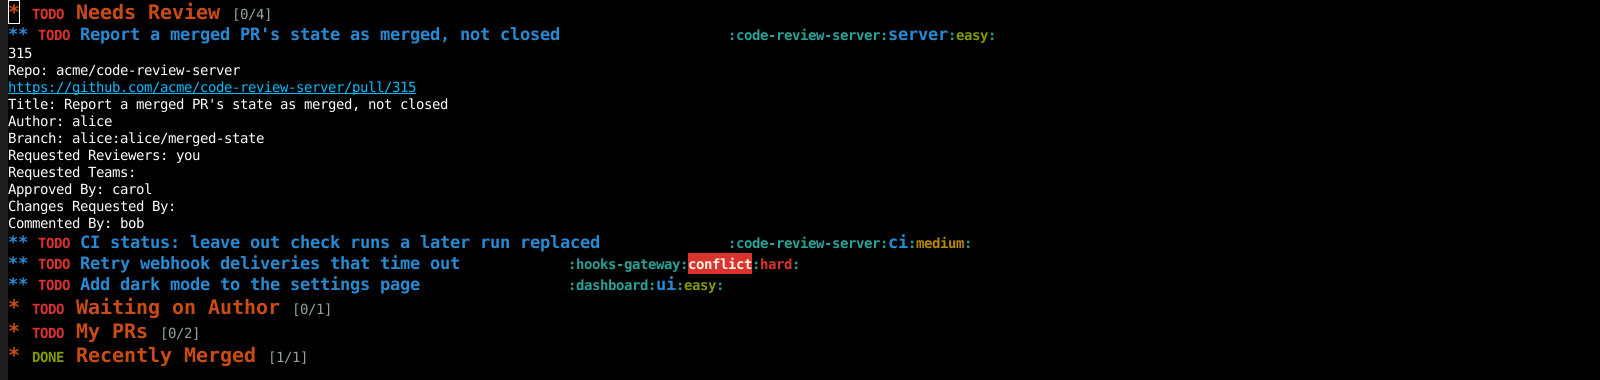 * TODO Needs Review [0/4]
** TODO Report a merged PR's state as merged, not closed :code-review-server:server:easy:
315
Repo: acme/code-review-server
https://github.com/acme/code-review-server/pull/315
Title: Report a merged PR's state as merged, not closed
Author: alice
Branch: alice:alice/merged-state
Requested Reviewers: you
Requested Teams:
Approved By: carol
Changes Requested By:
Commented By: bob
** TODO CI status: leave out check runs a later run replaced :code-review-server:ci:medium:
** TODO Retry webhook deliveries that time out :hooks-gateway:conflict:hard:
** TODO Add dark mode to the settings page :dashboard:ui:easy:
* TODO Waiting on Author [0/1]
* TODO My PRs [0/2]
* DONE Recently Merged [1/1]